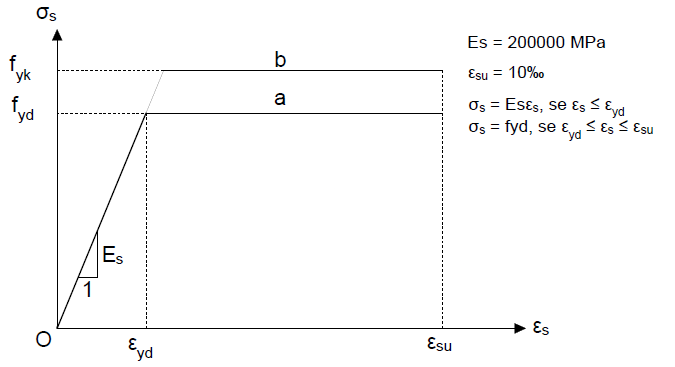 σs
fyk
fyd
b
a
Es
1
O
εyd
εsu
εs
Es = 200000 MPa
εsu = 10‰
σs = Esεs, se εs ≤ εyd
σs = fyd, se εyd ≤ εs ≤ εsu